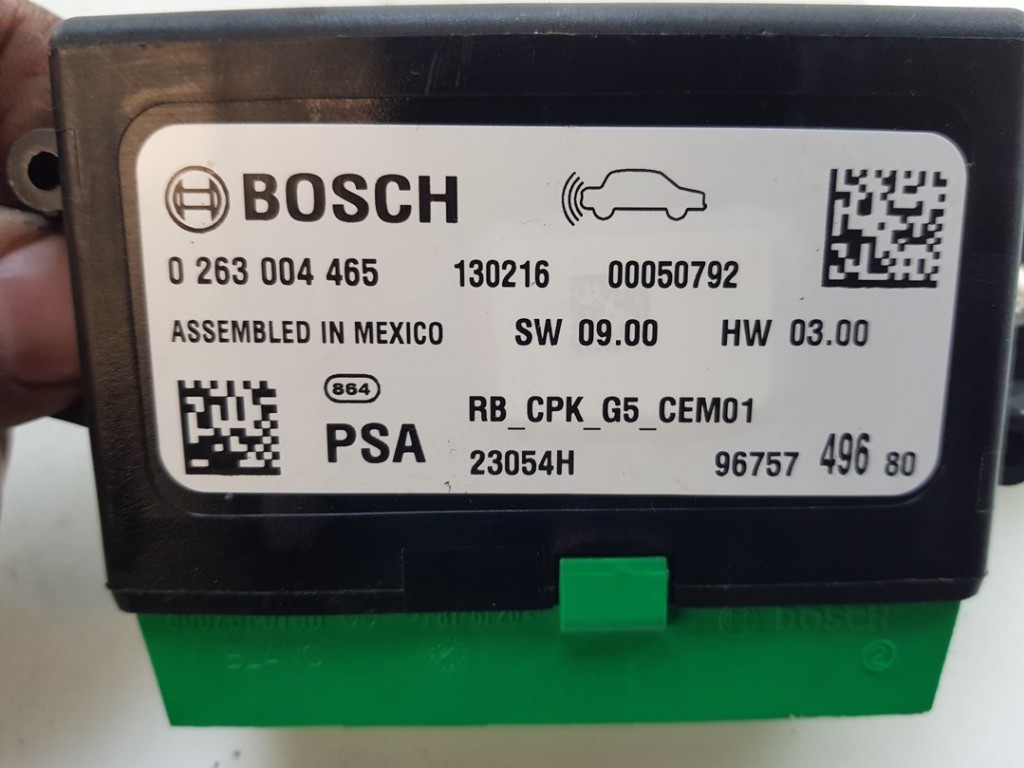 BOSCH
0 263 004 465 130216 00050792
ASSEMBLED IN MEXICO SW 09.00 HW 03.00
864
PSA RB_CPK_G5_CEM01
23054H 96757 496 80
BOSCH
BLANC